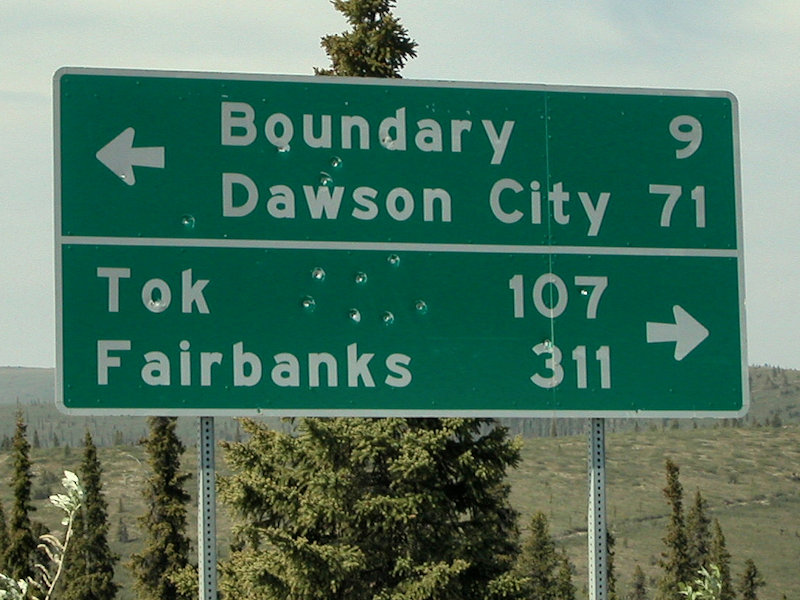 Boundary 9
Dawson City 71
Tok 107
Fairbanks 311